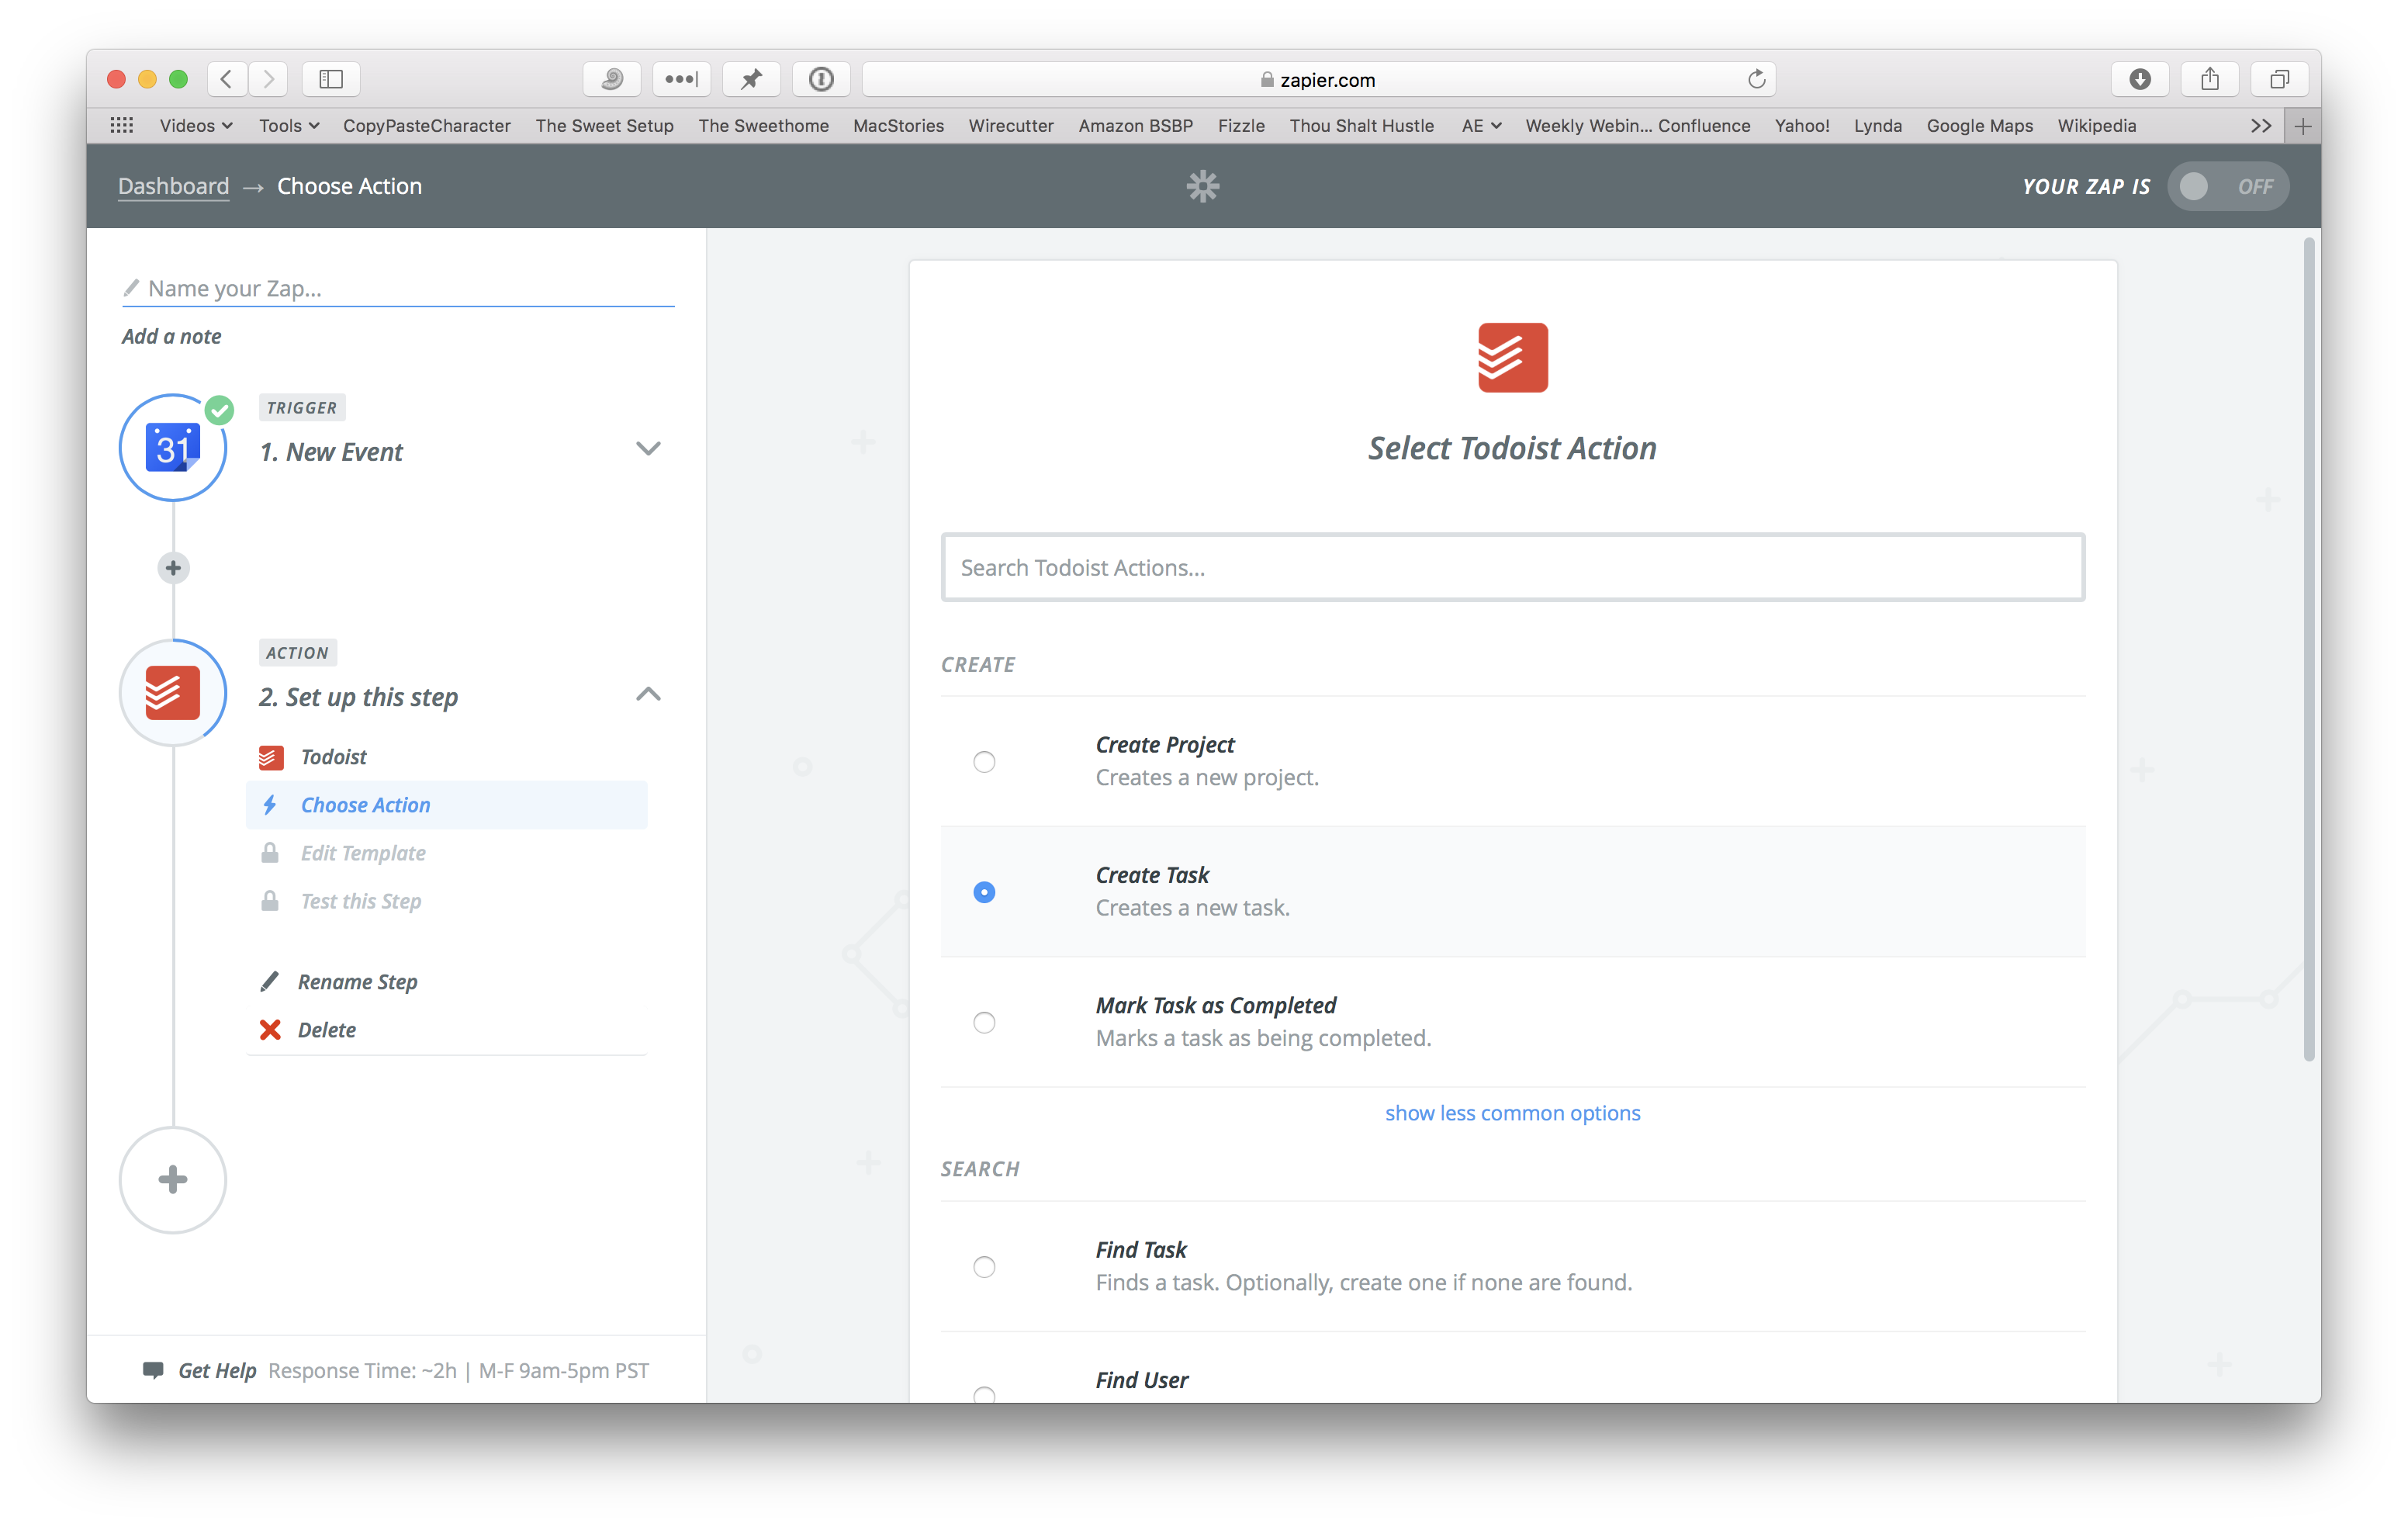 zapier.com
Videos Tools CopyPasteCharacter The Sweet Setup The Sweethome MacStories Wirecutter Amazon BSBP Fizzle Thou Shalt Hustle AE Weekly Webin... Confluence Yahoo! Lynda Google Maps Wikipedia
Dashboard → Choose Action
YOUR ZAP IS OFF
Name your Zap...
Add a note
TRIGGER
31
1. New Event
ACTION
2. Set up this step
Todoist
Choose Action
Edit Template
Test this Step
Rename Step
Delete
Get Help Response Time: ~2h | M-F 9am-5pm PST
Select Todoist Action
Search Todoist Actions...
CREATE
Create Project
Creates a new project.
Create Task
Creates a new task.
Mark Task as Completed
Marks a task as being completed.
show less common options
SEARCH
Find Task
Finds a task. Optionally, create one if none are found.
Find User